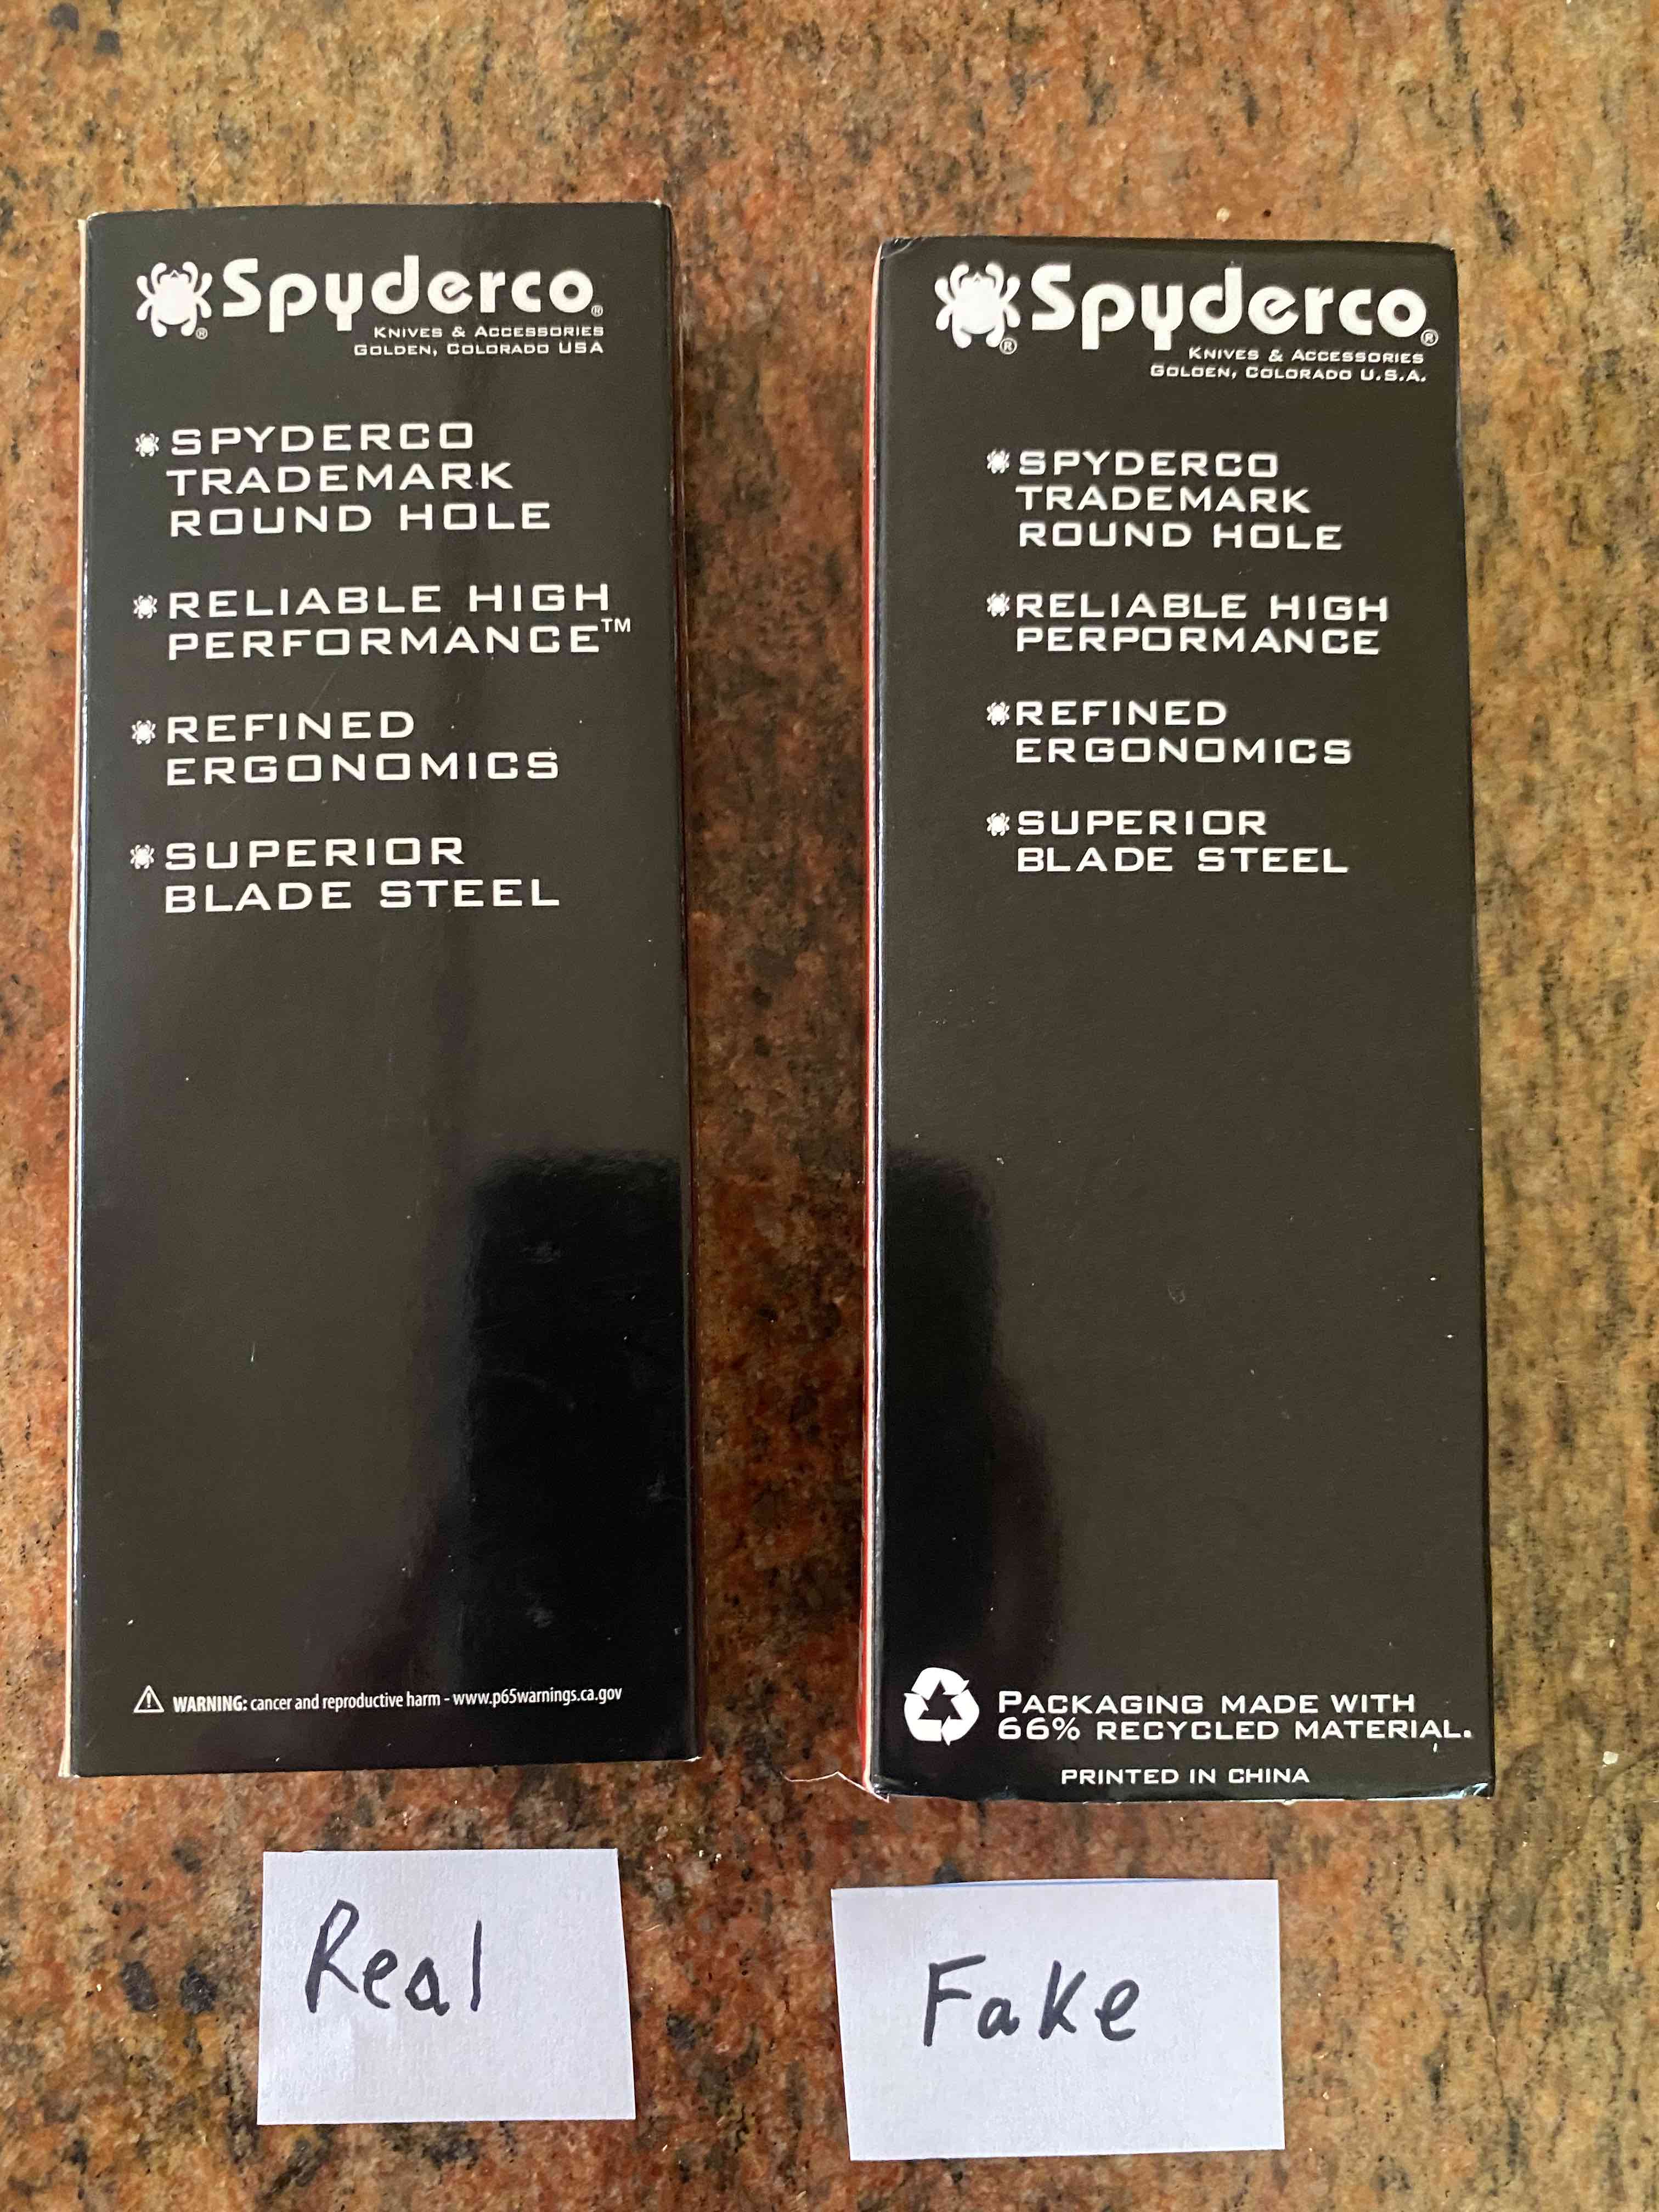 Spyderco®
®
KNIVES & ACCESSORIES
GOLDEN, COLORADO USA
SPYDERCO
TRADEMARK
ROUND HOLE
RELIABLE HIGH
PERFORMANCE™
REFINED
ERGONOMICS
SUPERIOR
BLADE STEEL
WARNING: cancer and reproductive harm - www.p65warnings.ca.gov
Real
Spyderco®
®
KNIVES & ACCESSORIES
GOLDEN, COLORADO U.S.A.
SPYDERCO
TRADEMARK
ROUND HOLE
RELIABLE HIGH
PERPORMANCE
REFINED
ERGONOMICS
SUPERIOR
BLADE STEEL
PACKAGING MADE WITH
66% RECYCLED MATERIAL.
PRINTED IN CHINA
Fake